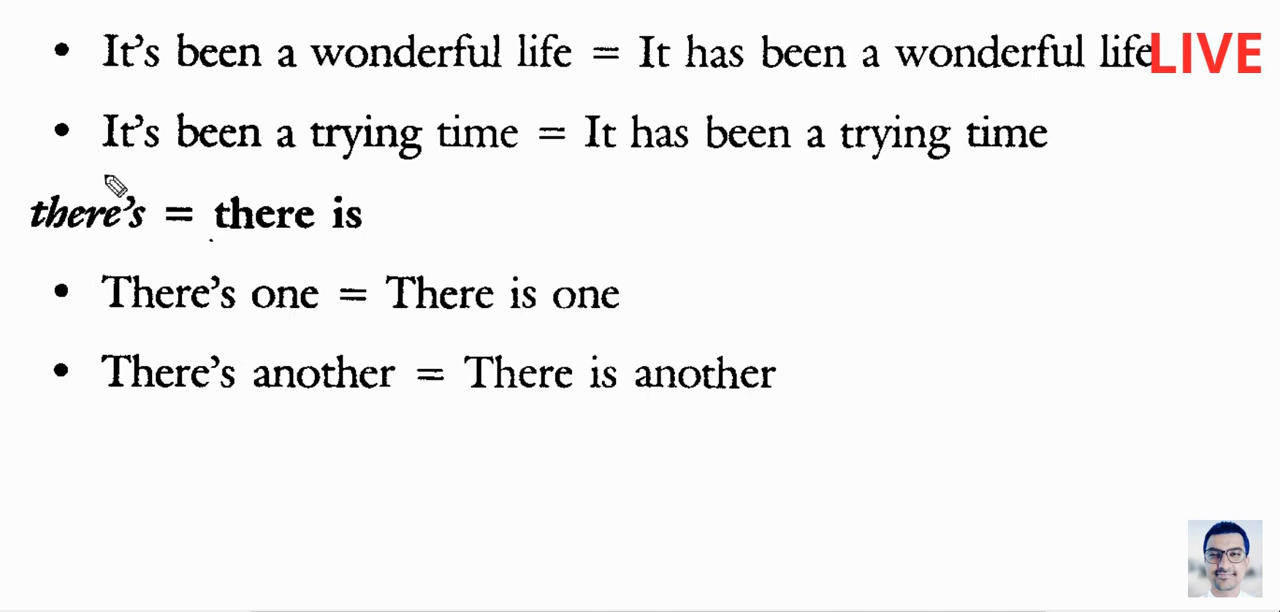 • It's been a wonderful life = It has been a wonderful life
LIVE
• It's been a trying time = It has been a trying time
there's = there is
• There's one = There is one
• There's another = There is another